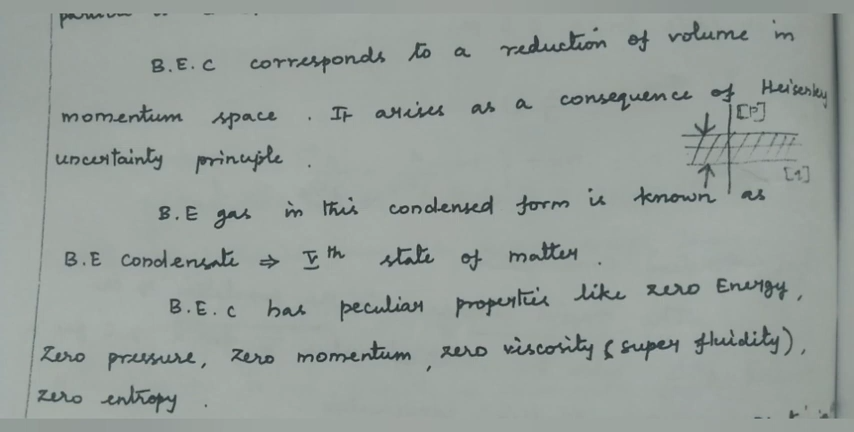 B.E.C corresponds to a reduction of volume in
momentum space . It arises as a consequence of Heisenberg
[P]
uncertainty principle .
[q]
B.E gas in this condensed form is known as
B.E Condensate ⇒ Vth state of matter .
B.E.C has peculiar properties like zero Energy,
Zero pressure, Zero momentum, zero viscosity (super fluidity),
zero entropy .